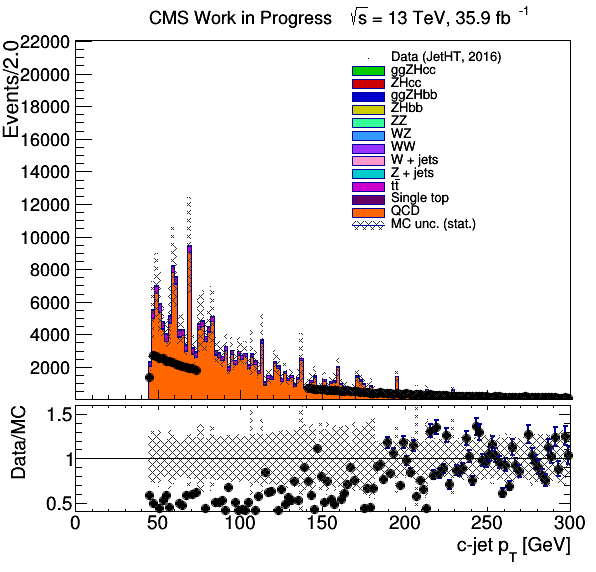 CMS Work in Progress √s = 13 TeV, 35.9 fb -1
Events/2.0
22000
20000
18000
16000
14000
12000
10000
8000
6000
4000
2000
Data (JetHT, 2016)
ggZHcc
ZHcc
ggZHbb
ZHbb
ZZ
WZ
WW
W + jets
Z + jets
tt̄
Single top
QCD
MC unc. (stat.)
Data/MC
1.5
1
0.5
0 50 100 150 200 250 300
c-jet pT [GeV]